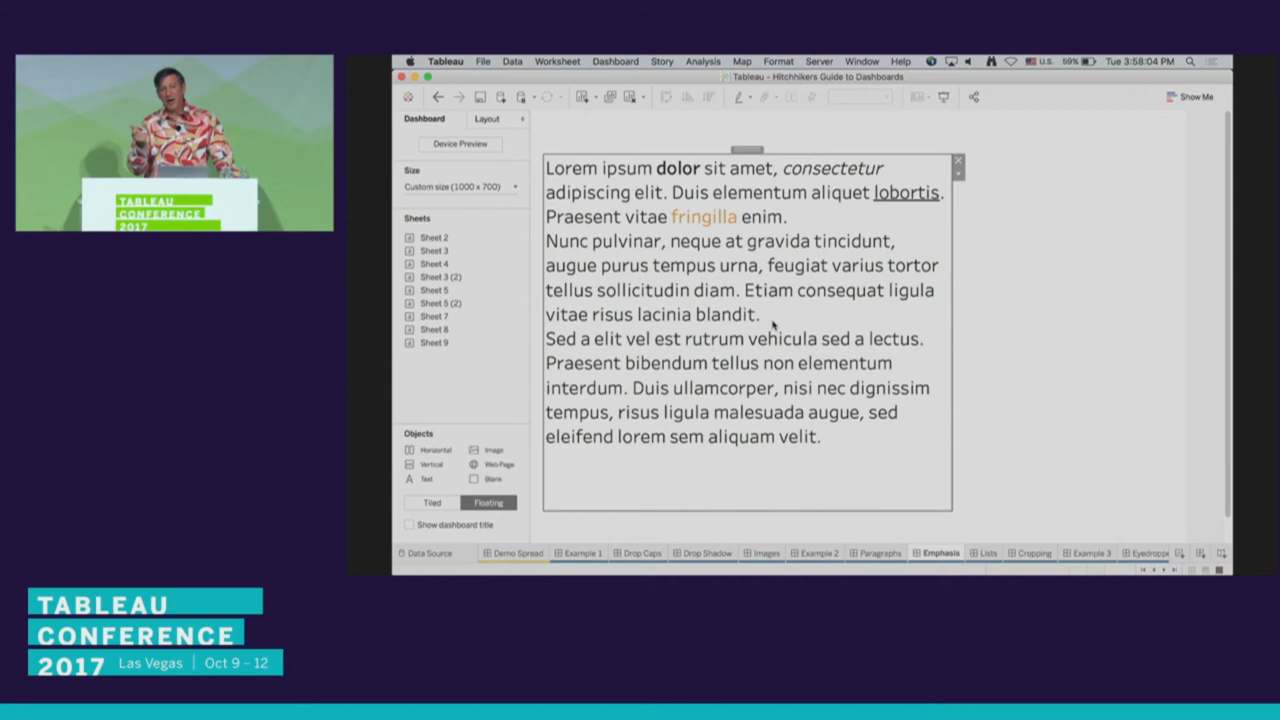 TABLEAU
CONFERENCE
2017
Tableau File Data Worksheet Dashboard Story Analysis Map Format Server Window Help U.S. 59% Tue 3:58:04 PM
Tableau - Hitchhikers Guide to Dashboards
Show Me
Dashboard Layout
Device Preview
Size
Custom size (1000 x 700)
Sheets
Sheet 2
Sheet 3
Sheet 4
Sheet 3 (2)
Sheet 5
Sheet 5 (2)
Sheet 7
Sheet 8
Sheet 9
Objects
Horizontal Image
Vertical Web Page
Text Blank
Tiled Floating
Show dashboard title
Lorem ipsum dolor sit amet, consectetur
adipiscing elit. Duis elementum aliquet lobortis.
Praesent vitae fringilla enim.
Nunc pulvinar, neque at gravida tincidunt,
augue purus tempus urna, feugiat varius tortor
tellus sollicitudin diam. Etiam consequat ligula
vitae risus lacinia blandit.
Sed a elit vel est rutrum vehicula sed a lectus.
Praesent bibendum tellus non elementum
interdum. Duis ullamcorper, nisi nec dignissim
tempus, risus ligula malesuada augue, sed
eleifend lorem sem aliquam velit.
Data Source Demo Spread Example 1 Drop Caps Drop Shadow Images Example 2 Paragraphs Emphasis Lists Cropping Example 3 Eyedroppe
TABLEAU
CONFERENCE
2017 Las Vegas | Oct 9 – 12